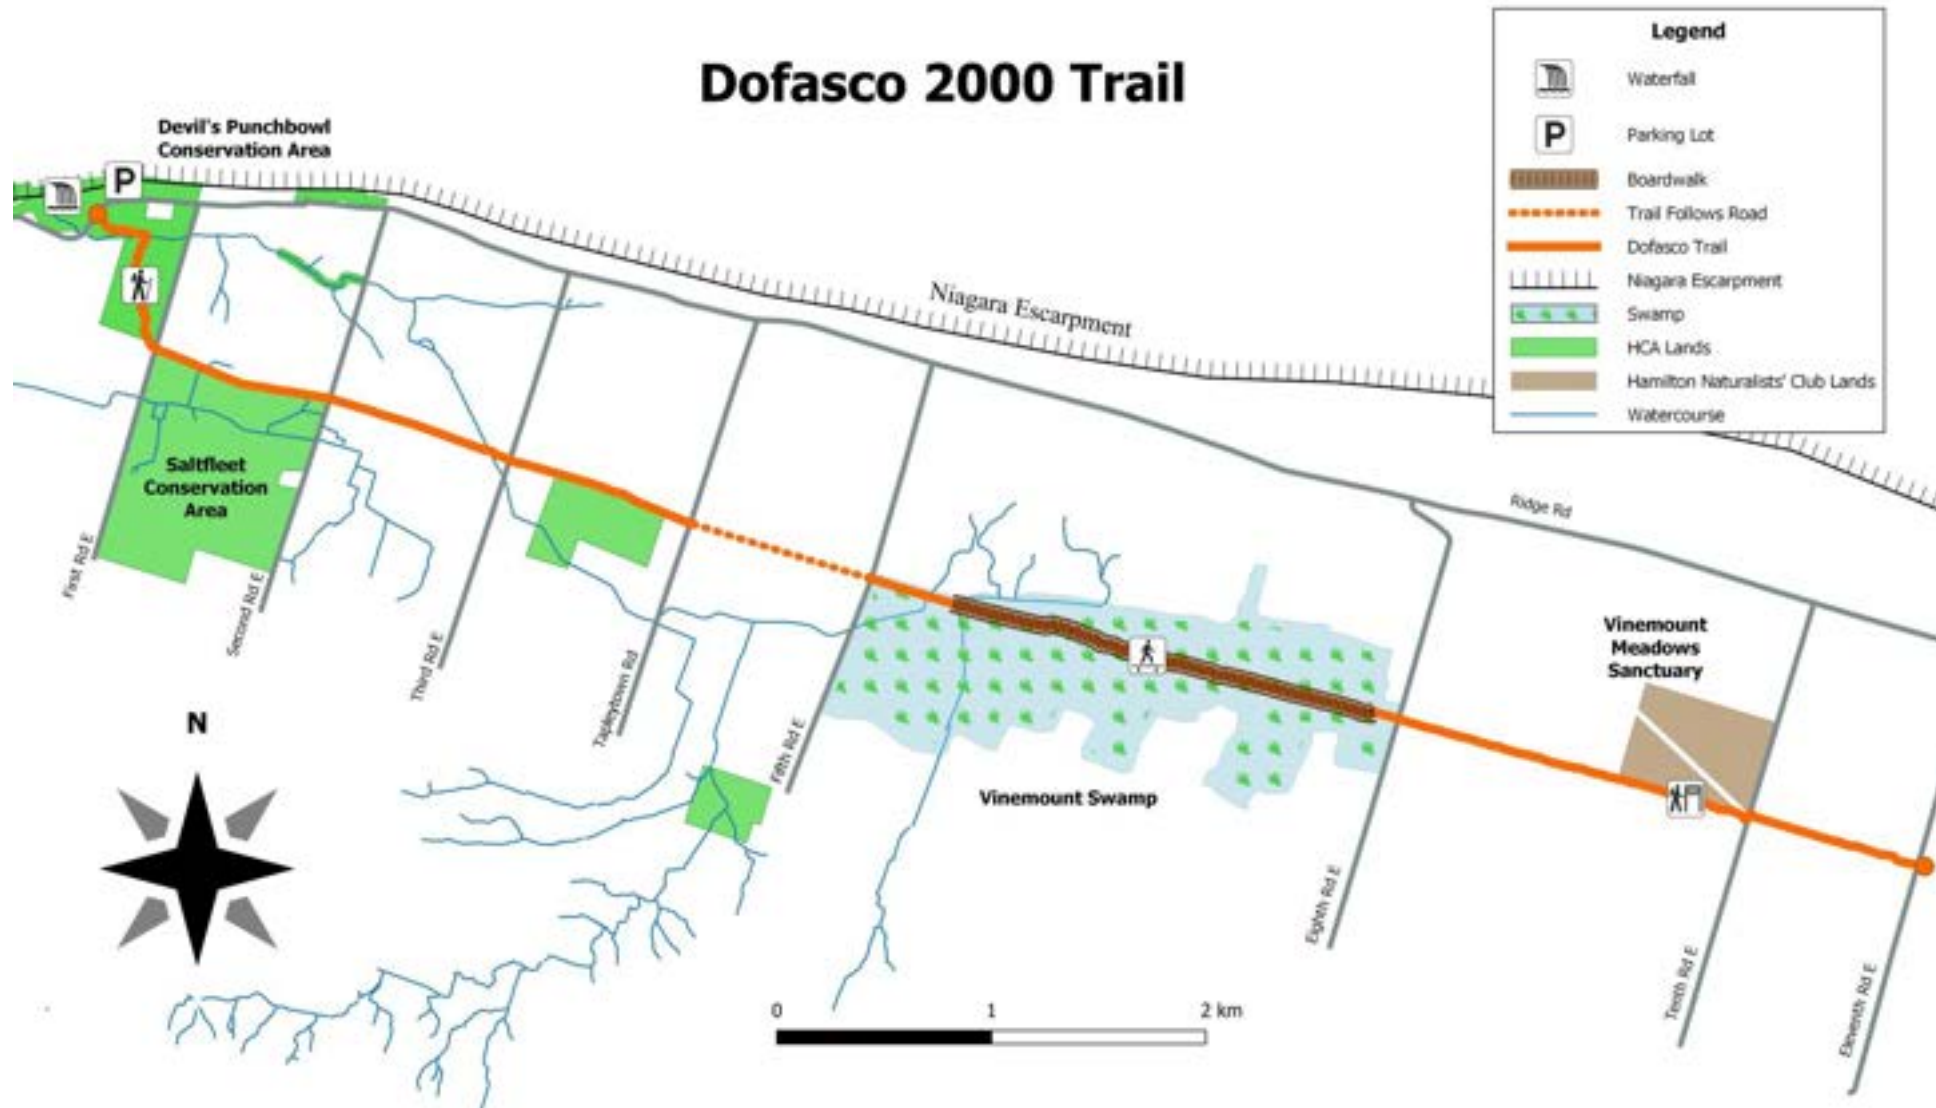 Dofasco 2000 Trail
Legend
Waterfall
P
Parking Lot
Boardwalk
Trail Follows Road
Dofasco Trail
Niagara Escarpment
Swamp
HCA Lands
Hamilton Naturalists' Club Lands
Watercourse
Devil's Punchbowl
Conservation Area
P
Niagara Escarpment
Ridge Rd
Saltfleet
Conservation
Area
First Rd E
Second Rd E
Third Rd E
Tapleytown Rd
Fifth Rd E
Vinemount Swamp
Eighth Rd E
Vinemount
Meadows
Sanctuary
Tenth Rd E
Eleventh Rd E
N
0 1 2 km